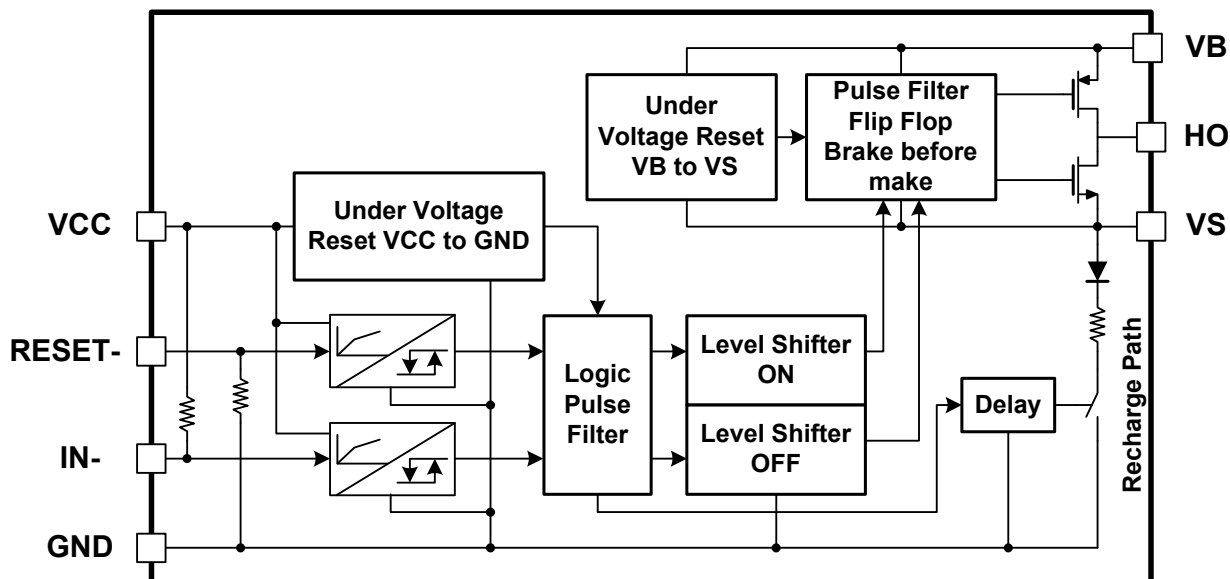 VB
Under
Voltage Reset
VB to VS
Pulse Filter
Flip Flop
Brake before
make
HO
VCC
Under Voltage
Reset VCC to GND
VS
RESET-
Logic
Pulse
Filter
Level Shifter
ON
Level Shifter
OFF
Delay
Recharge Path
IN-
GND